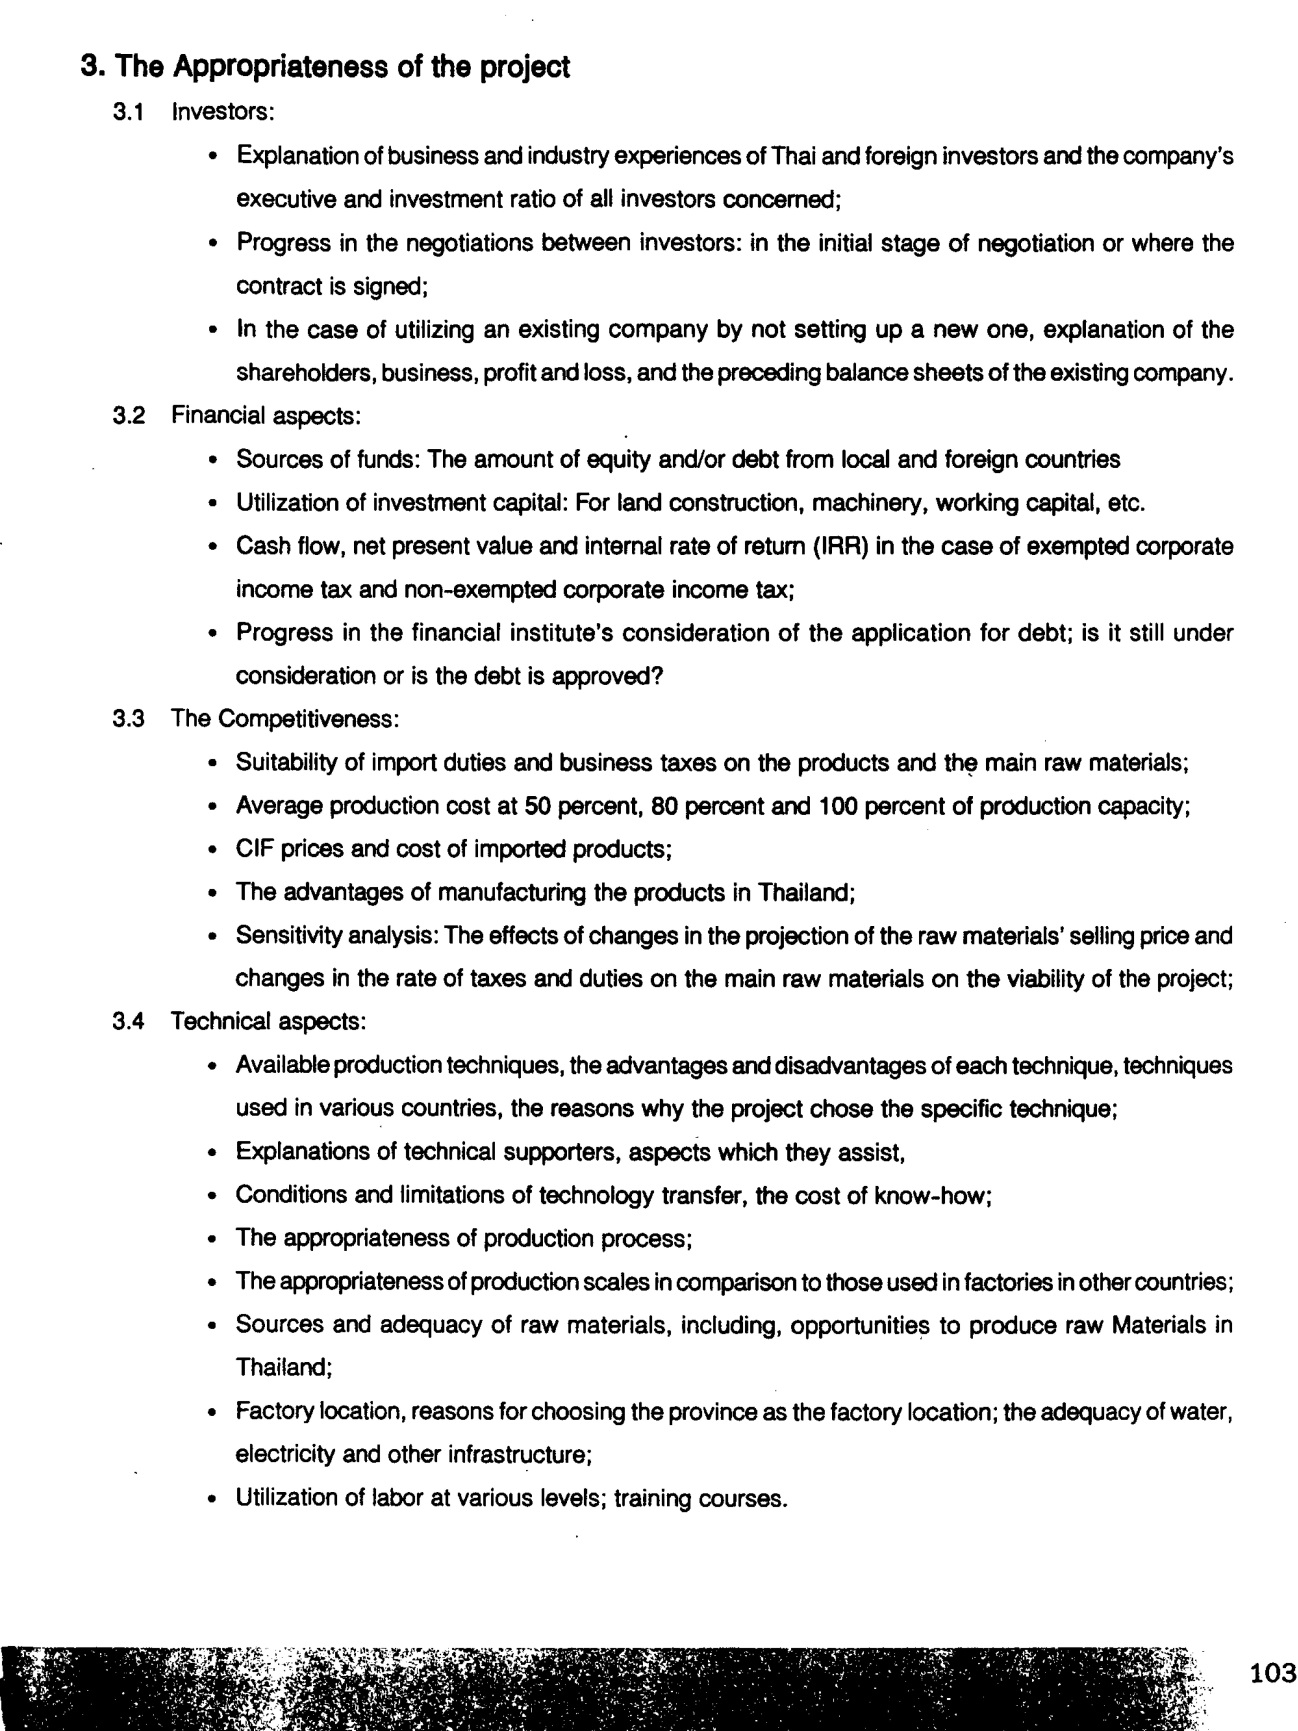 3. The Appropriateness of the project
3.1 Investors:
• Explanation of business and industry experiences of Thai and foreign investors and the company's
executive and investment ratio of all investors concerned;
• Progress in the negotiations between investors: in the initial stage of negotiation or where the
contract is signed;
• In the case of utilizing an existing company by not setting up a new one, explanation of the
shareholders, business, profit and loss, and the preceding balance sheets of the existing company.
3.2 Financial aspects:
• Sources of funds: The amount of equity and/or debt from local and foreign countries
• Utilization of investment capital: For land construction, machinery, working capital, etc.
• Cash flow, net present value and internal rate of return (IRR) in the case of exempted corporate
income tax and non-exempted corporate income tax;
• Progress in the financial institute's consideration of the application for debt; is it still under
consideration or is the debt is approved?
3.3 The Competitiveness:
• Suitability of import duties and business taxes on the products and the main raw materials;
• Average production cost at 50 percent, 80 percent and 100 percent of production capacity;
• CIF prices and cost of imported products;
• The advantages of manufacturing the products in Thailand;
• Sensitivity analysis: The effects of changes in the projection of the raw materials' selling price and
changes in the rate of taxes and duties on the main raw materials on the viability of the project;
3.4 Technical aspects:
• Available production techniques, the advantages and disadvantages of each technique, techniques
used in various countries, the reasons why the project chose the specific technique;
• Explanations of technical supporters, aspects which they assist,
• Conditions and limitations of technology transfer, the cost of know-how;
• The appropriateness of production process;
• The appropriateness of production scales in comparison to those used in factories in other countries;
• Sources and adequacy of raw materials, including, opportunities to produce raw Materials in
Thailand;
• Factory location, reasons for choosing the province as the factory location; the adequacy of water,
electricity and other infrastructure;
• Utilization of labor at various levels; training courses.
103